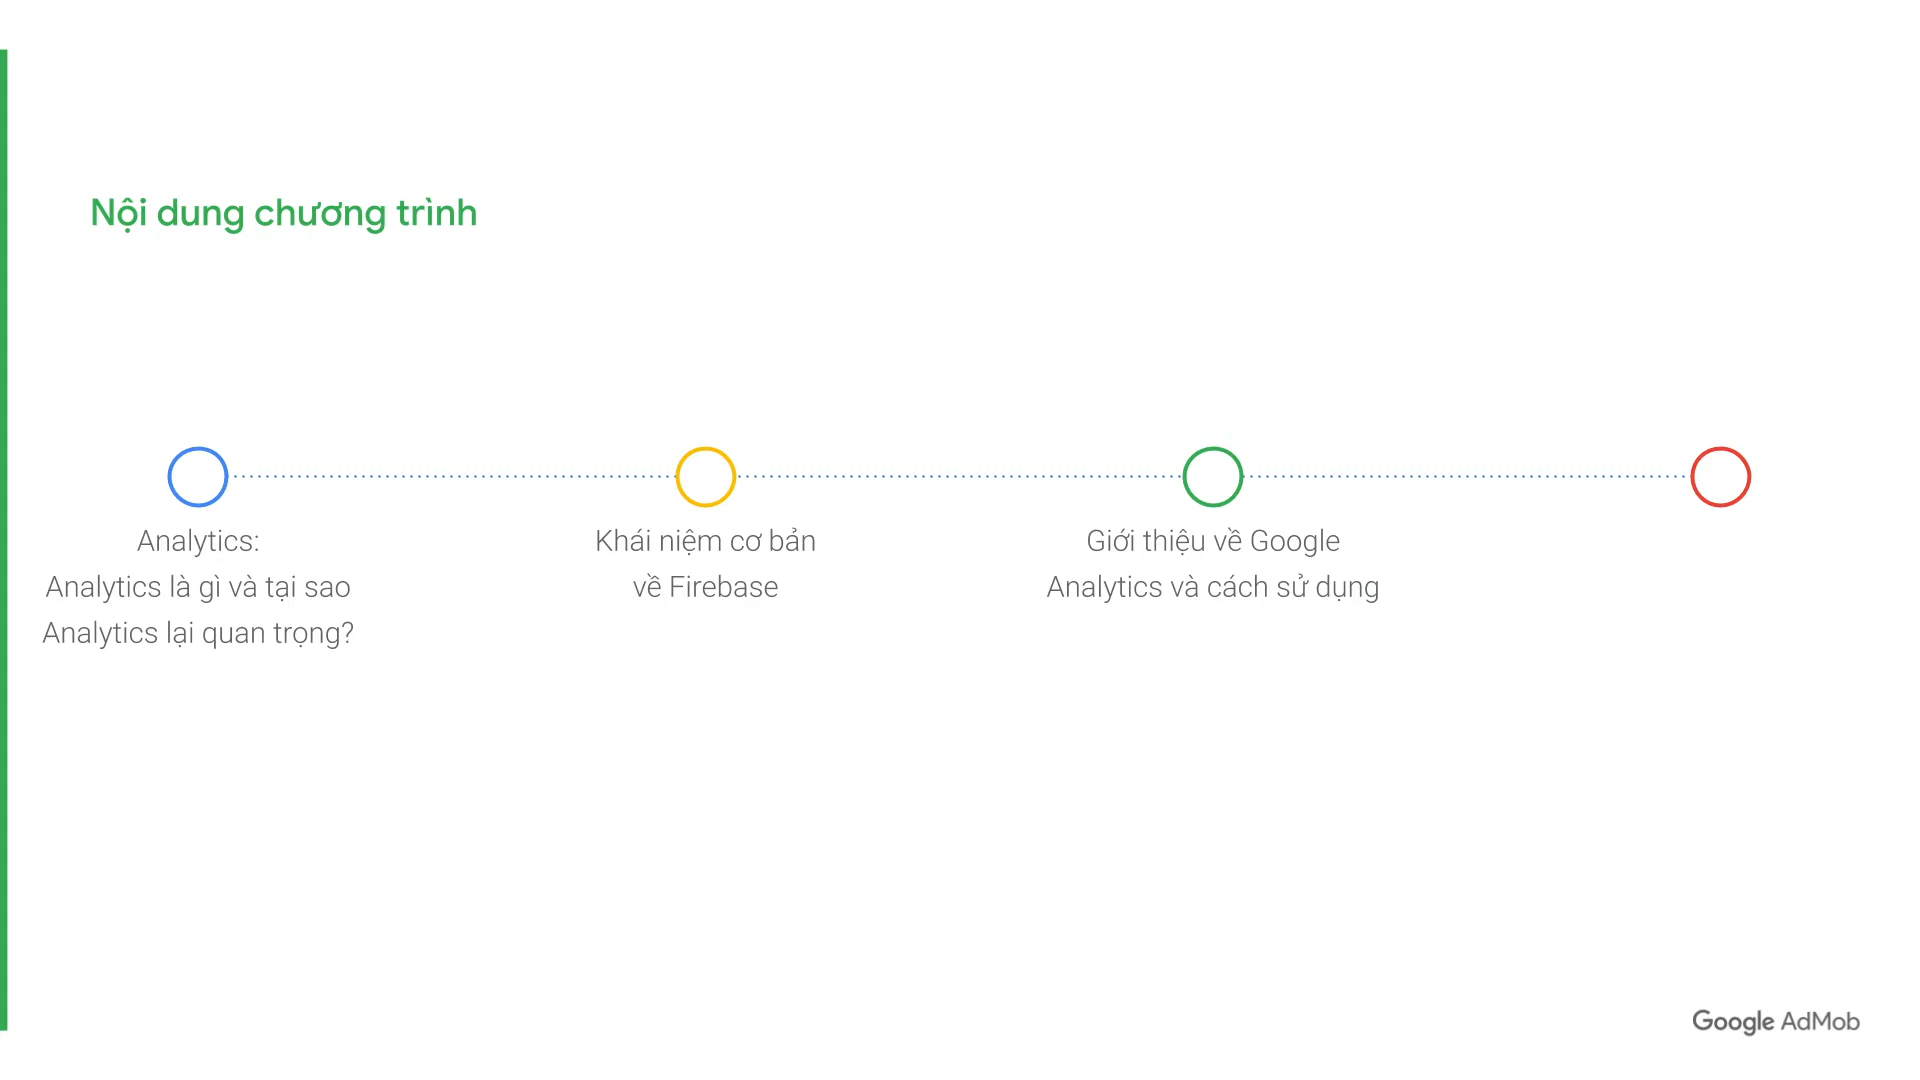 Nội dung chương trình
Analytics:
Analytics là gì và tại sao
Analytics lại quan trọng?
Khái niệm cơ bản
về Firebase
Giới thiệu về Google
Analytics và cách sử dụng
Google AdMob